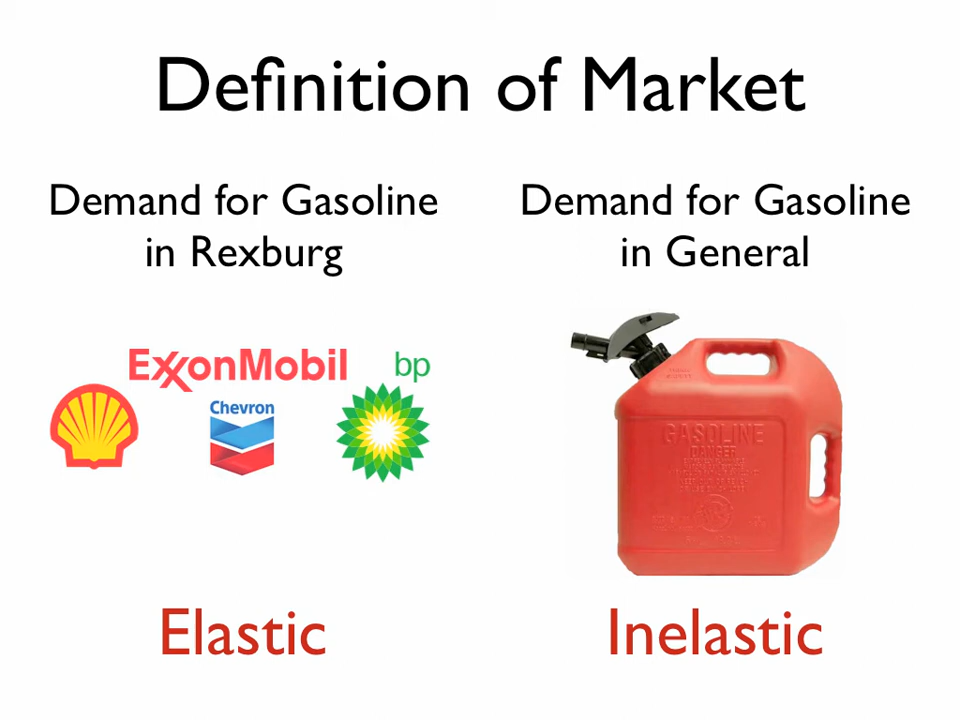 Definition of Market
Demand for Gasoline
in Rexburg
ExxonMobil
bp
Chevron
Elastic
Demand for Gasoline
in General
GASOLINE
DANGER
Inelastic